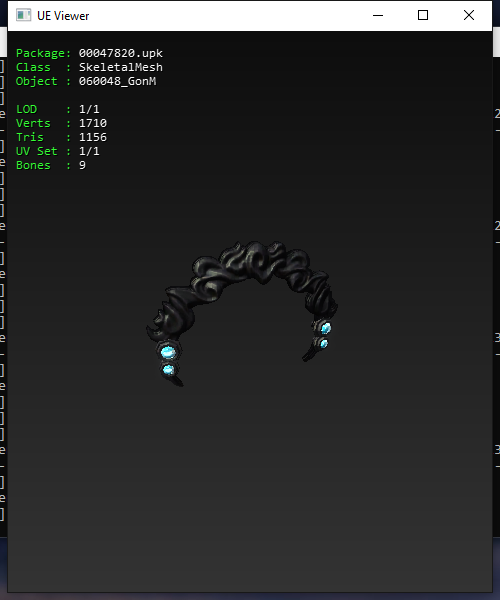 UE Viewer
Package: 00047820.upk
Class : SkeletalMesh
Object : 060048_GonM
LOD : 1/1
Verts : 1710
Tris : 1156
UV Set : 1/1
Bones : 9